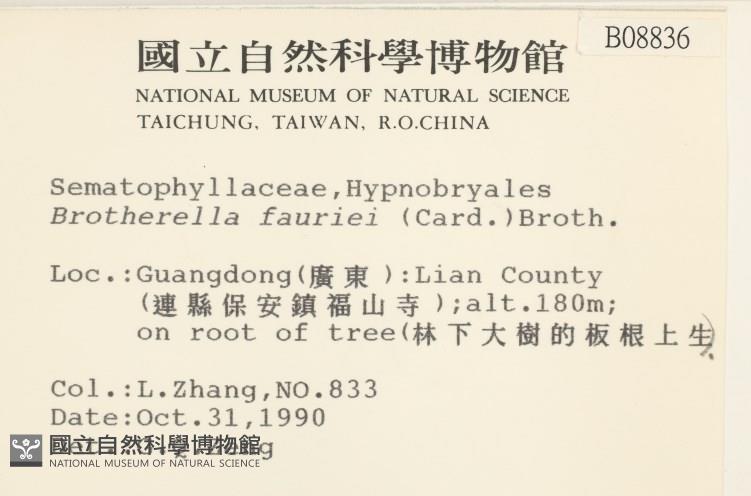 B08836
國立自然科學博物館
NATIONAL MUSEUM OF NATURAL SCIENCE
TAICHUNG, TAIWAN, R.O.CHINA
Sematophyllaceae,Hypnobryales
Brotherella fauriei (Card.)Broth.
Loc.:Guangdong(廣東):Lian County
(連縣保安鎮福山寺);alt.180m;
on root of tree(林下大樹的板根上生).
Col.:L.Zhang,NO.833
Date:Oct.31,1990
國立自然科學博物館
NATIONAL MUSEUM OF NATURAL SCIENCE